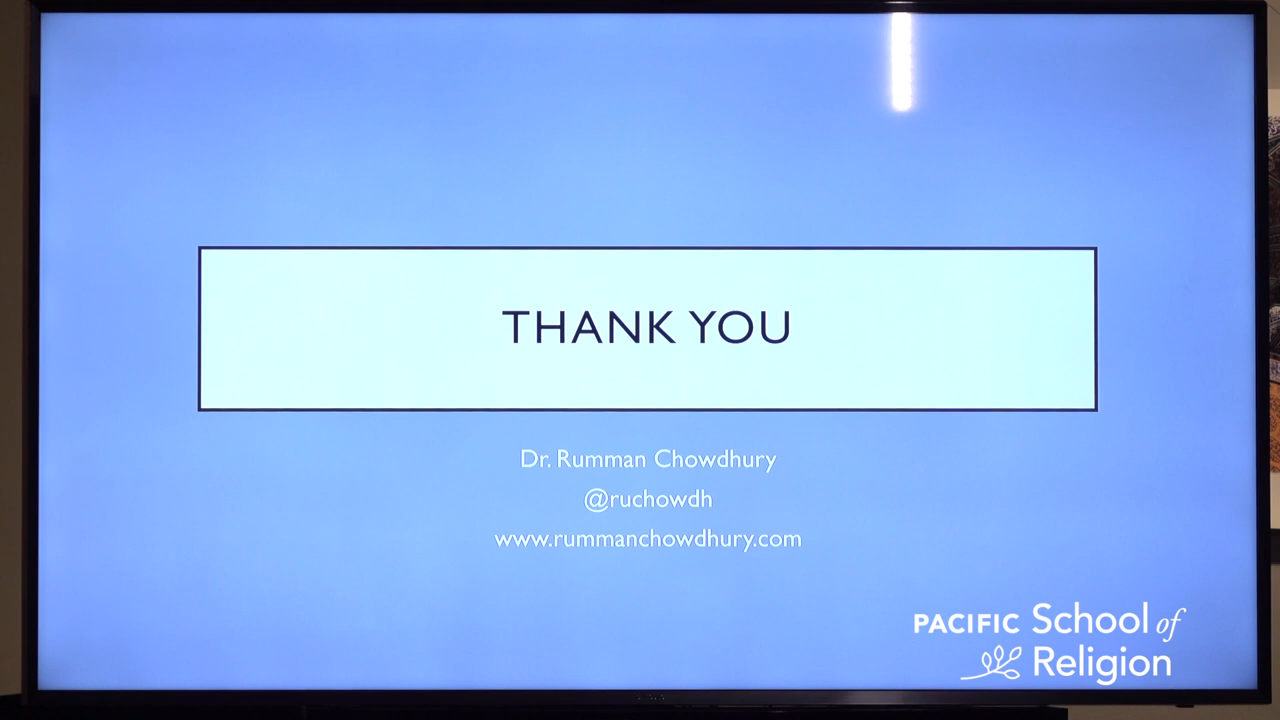 THANK YOU
Dr. Rumman Chowdhury
@ruchowdh
www.rummanchowdhury.com
PACIFIC School of
Religion